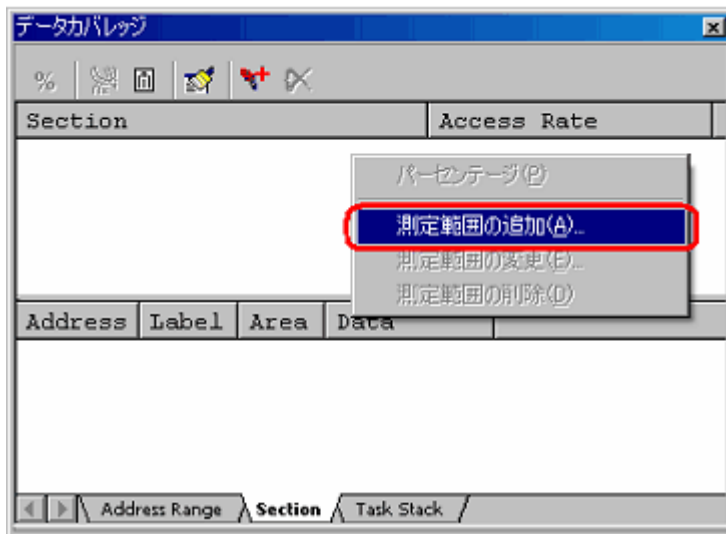 データカバレッジ
%
Section Access Rate
パーセンテージ(P)
測定範囲の追加(A)...
測定範囲の変更(E)...
測定範囲の削除(D)
Address Label Area Data
Address Range Section Task Stack